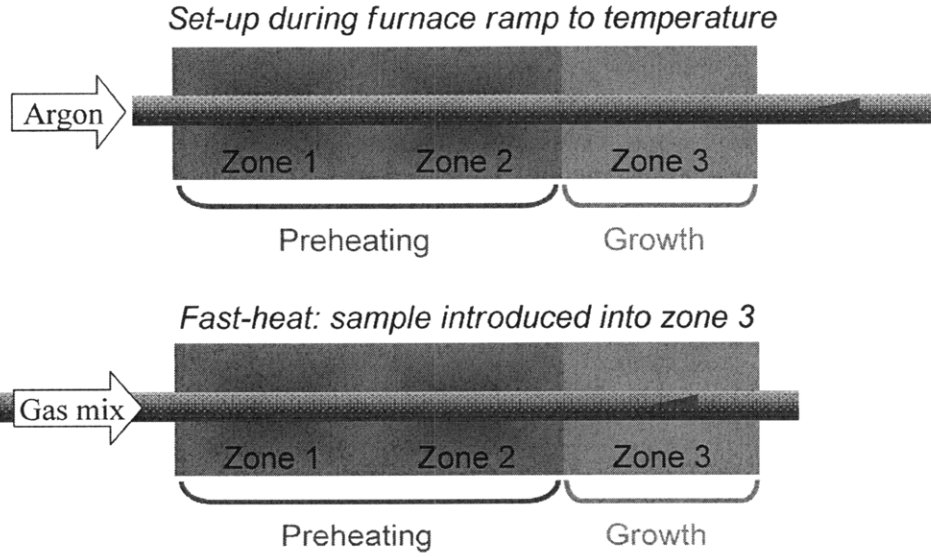 Set-up during furnace ramp to temperature
Argon
Zone 1 Zone 2 Zone 3
Preheating Growth
Fast-heat: sample introduced into zone 3
Gas mix
Zone 1 Zone 2 Zone 3
Preheating Growth